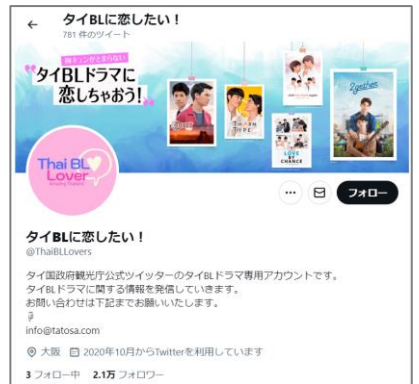 タイBLに恋したい！
781 件のツイート
胸キュンがとまらない
"タイBLドラマに
恋しちゃおう！"
2gether
LOVE
BY
CHANCE
Thai BL
Lover
Amazing Thailand
フォロー
タイBLに恋したい！
@ThaiBLLovers
タイ国政府観光庁公式ツイッターのタイBLドラマ専用アカウントです。
タイBLドラマに関する情報を発信していきます。
お問い合わせは下記までお願いいたします。
info@tatosa.com
大阪 2020年10月からTwitterを利用しています
3 フォロー中 2.1万 フォロワー